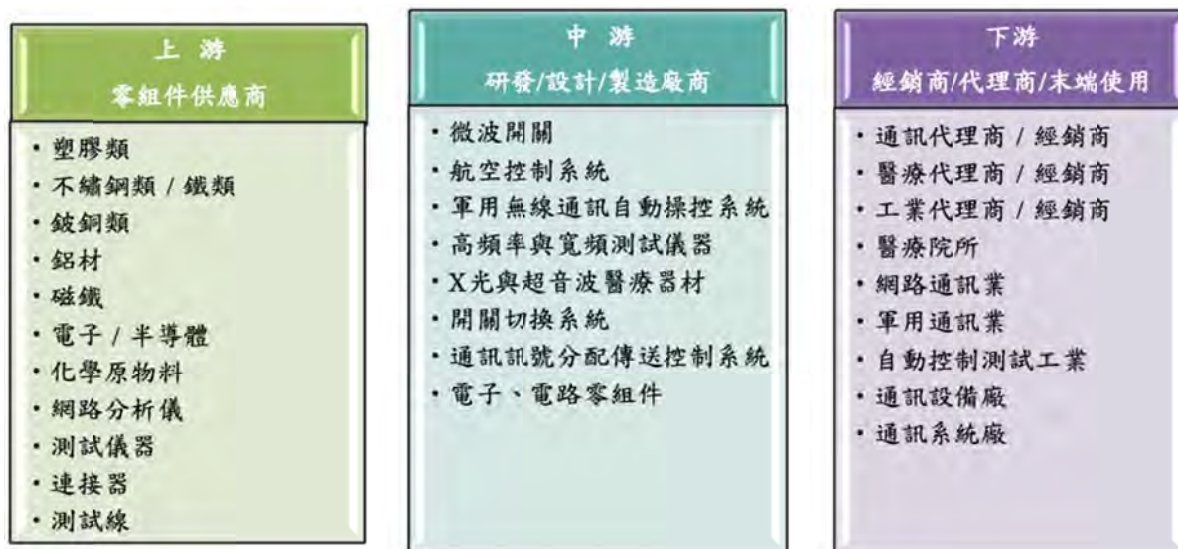 上 游
零組件供應商
・塑膠類
・不繡鋼類 / 鐵類
・鈹銅類
・鋁材
・磁鐵
・電子 / 半導體
・化學原物料
・網路分析儀
・測試儀器
・連接器
・測試線
中 游
研發/設計/製造廠商
・微波開關
・航空控制系統
・軍用無線通訊自動操控系統
・高頻率與寬頻測試儀器
・X光與超音波醫療器材
・開關切換系統
・通訊訊號分配傳送控制系統
・電子、電路零組件
下游
經銷商/代理商/末端使用
・通訊代理商 / 經銷商
・醫療代理商 / 經銷商
・工業代理商 / 經銷商
・醫療院所
・網路通訊業
・軍用通訊業
・自動控制測試工業
・通訊設備廠
・通訊系統廠